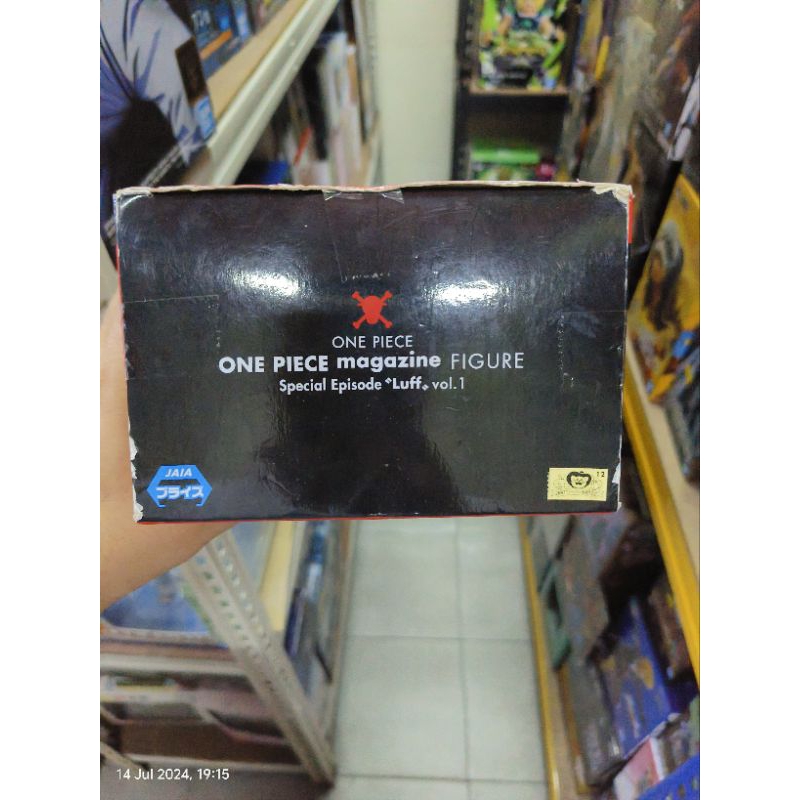 ONE PIECE
ONE PIECE magazine FIGURE
Special Episode "Luff" vol.1
JAIA
プライズ
12
14 Jul 2024, 19:15